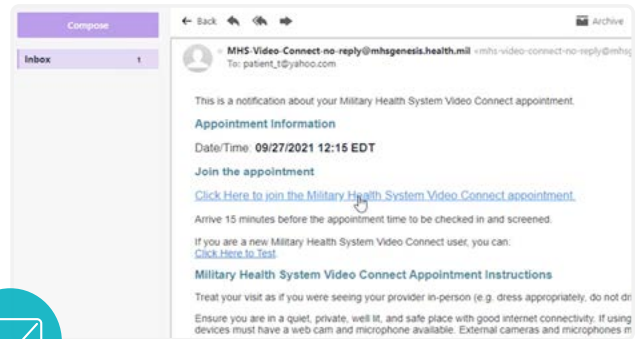 Compose
Back
Archive
Inbox 1
MHS-Video-Connect-no-reply@mhsgenesis.health.mil <mhs-video-connect-no-reply@mhsg
To: patient_t@yahoo.com
This is a notification about your Military Health System Video Connect appointment.
Appointment Information
Date/Time: 09/27/2021 12:15 EDT
Join the appointment
Click Here to join the Military Health System Video Connect appointment.
Arrive 15 minutes before the appointment time to be checked in and screened.
If you are a new Military Health System Video Connect user, you can:
Click Here to Test
Military Health System Video Connect Appointment Instructions
Treat your visit as if you were seeing your provider in-person (e.g. dress appropriately, do not
Ensure you are in a quiet, private, well lit, and safe place with good internet connectivity. If using
devices must have a web cam and microphone available. External cameras and microphones